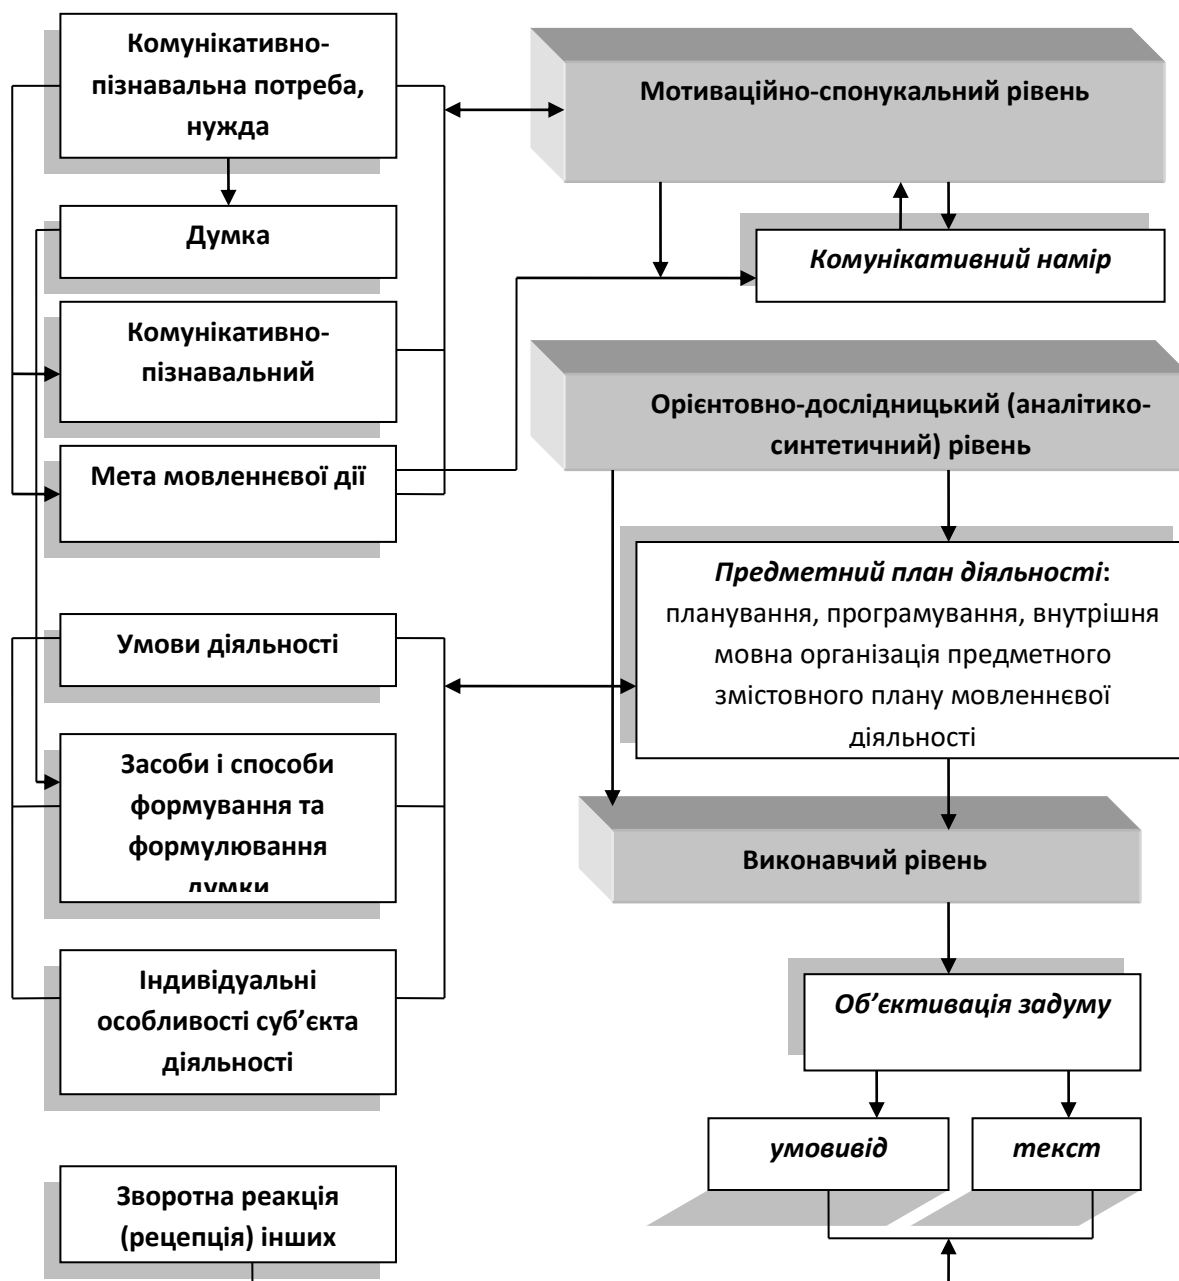 Комунікативно-
пізнавальна потреба,
нужда
Мотиваційно-спонукальний рівень
Думка
Комунікативний намір
Комунікативно-
пізнавальний
Орієнтовно-дослідницький (аналітико-
синтетичний) рівень
Мета мовленнєвої дії
Предметний план діяльності:
планування, програмування, внутрішня
мовна організація предметного
змістовного плану мовленнєвої
діяльності
Умови діяльності
Засоби і способи
формування та
формулювання
думки
Виконавчий рівень
Індивідуальні
особливості суб’єкта
діяльності
Об’єктивація задуму
умовивід
текст
Зворотна реакція
(рецепція) інших